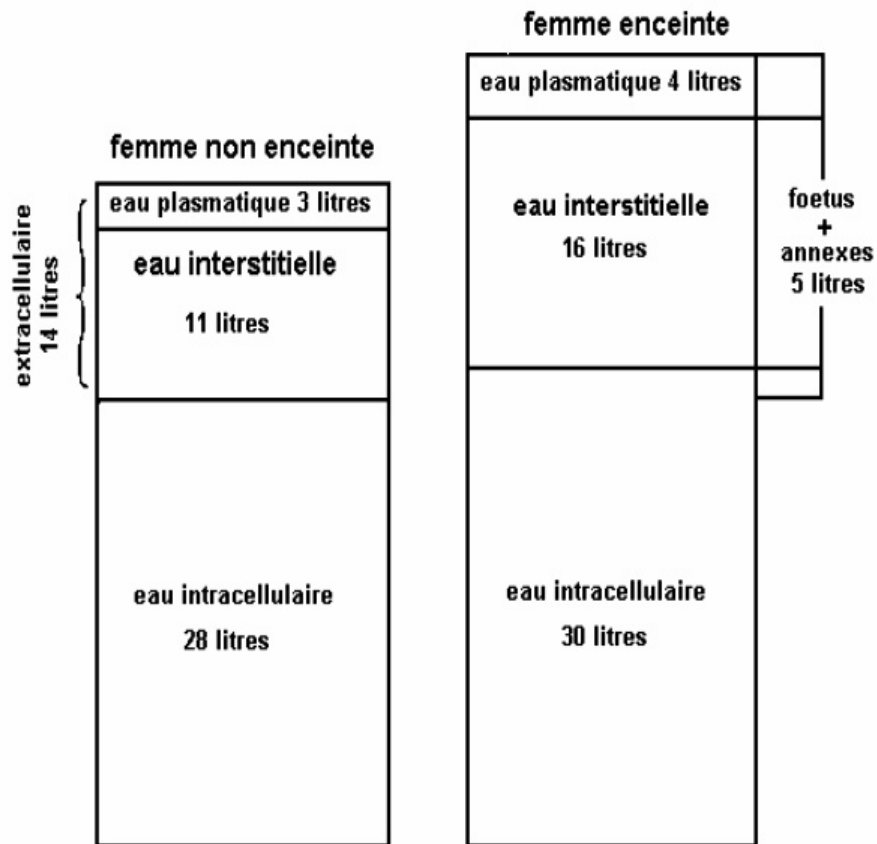 femme non enceinte
eau plasmatique 3 litres
extracellulaire
14 litres
eau interstitielle
11 litres
eau intracellulaire
28 litres
femme enceinte
eau plasmatique 4 litres
eau interstitielle
16 litres
foetus
+
annexes
5 litres
eau intracellulaire
30 litres